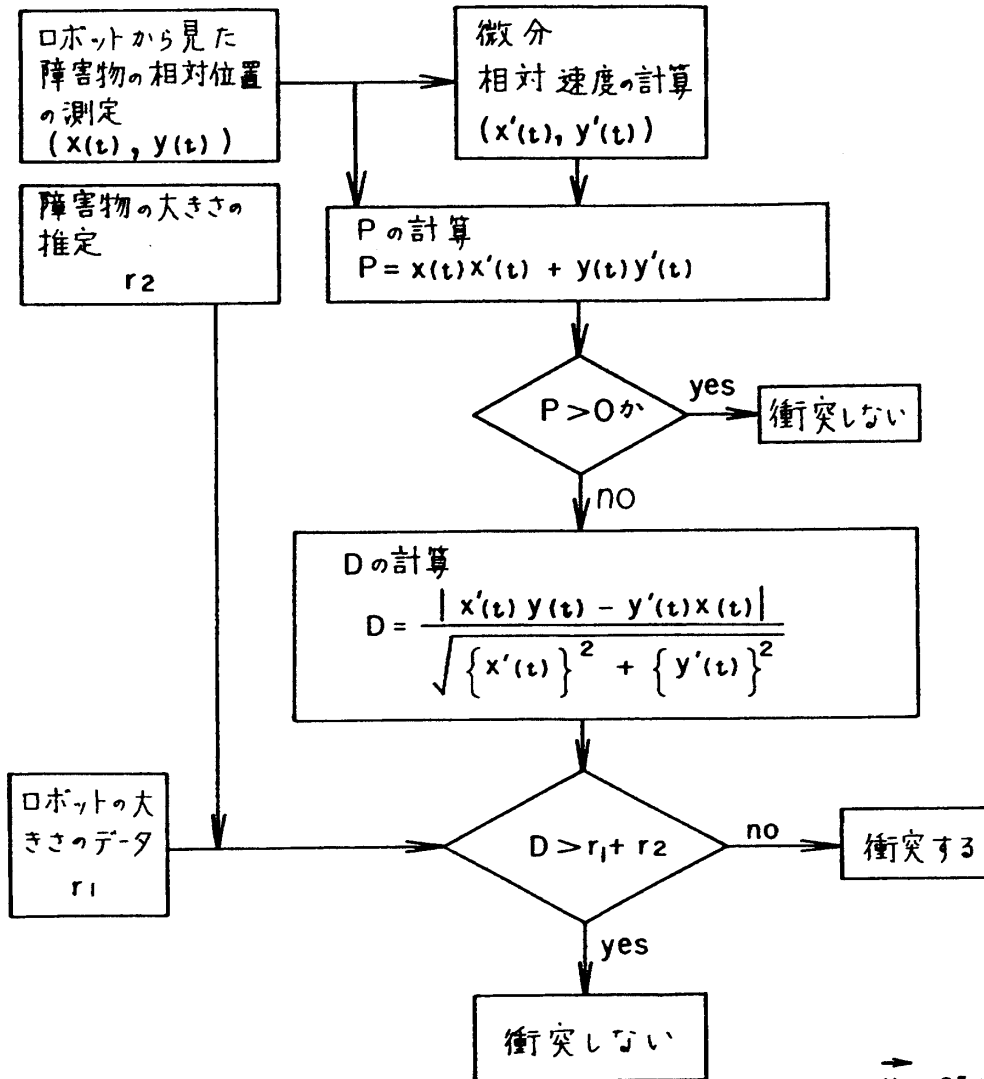 ロボットから見た
障害物の相対位置
の測定
(x(t), y(t))
微分
相対速度の計算
(x'(t), y'(t))
障害物の大きさの
推定
r2
Pの計算
P = x(t)x'(t) + y(t)y'(t)
P>0か
yes
衝突しない
no
Dの計算
D = | x'(t) y(t) - y'(t)x(t)| / √{x'(t)}² + {y'(t)}²
ロボットの大
きさのデータ
r1
D>r1+r2
no
衝突する
yes
衝突しない